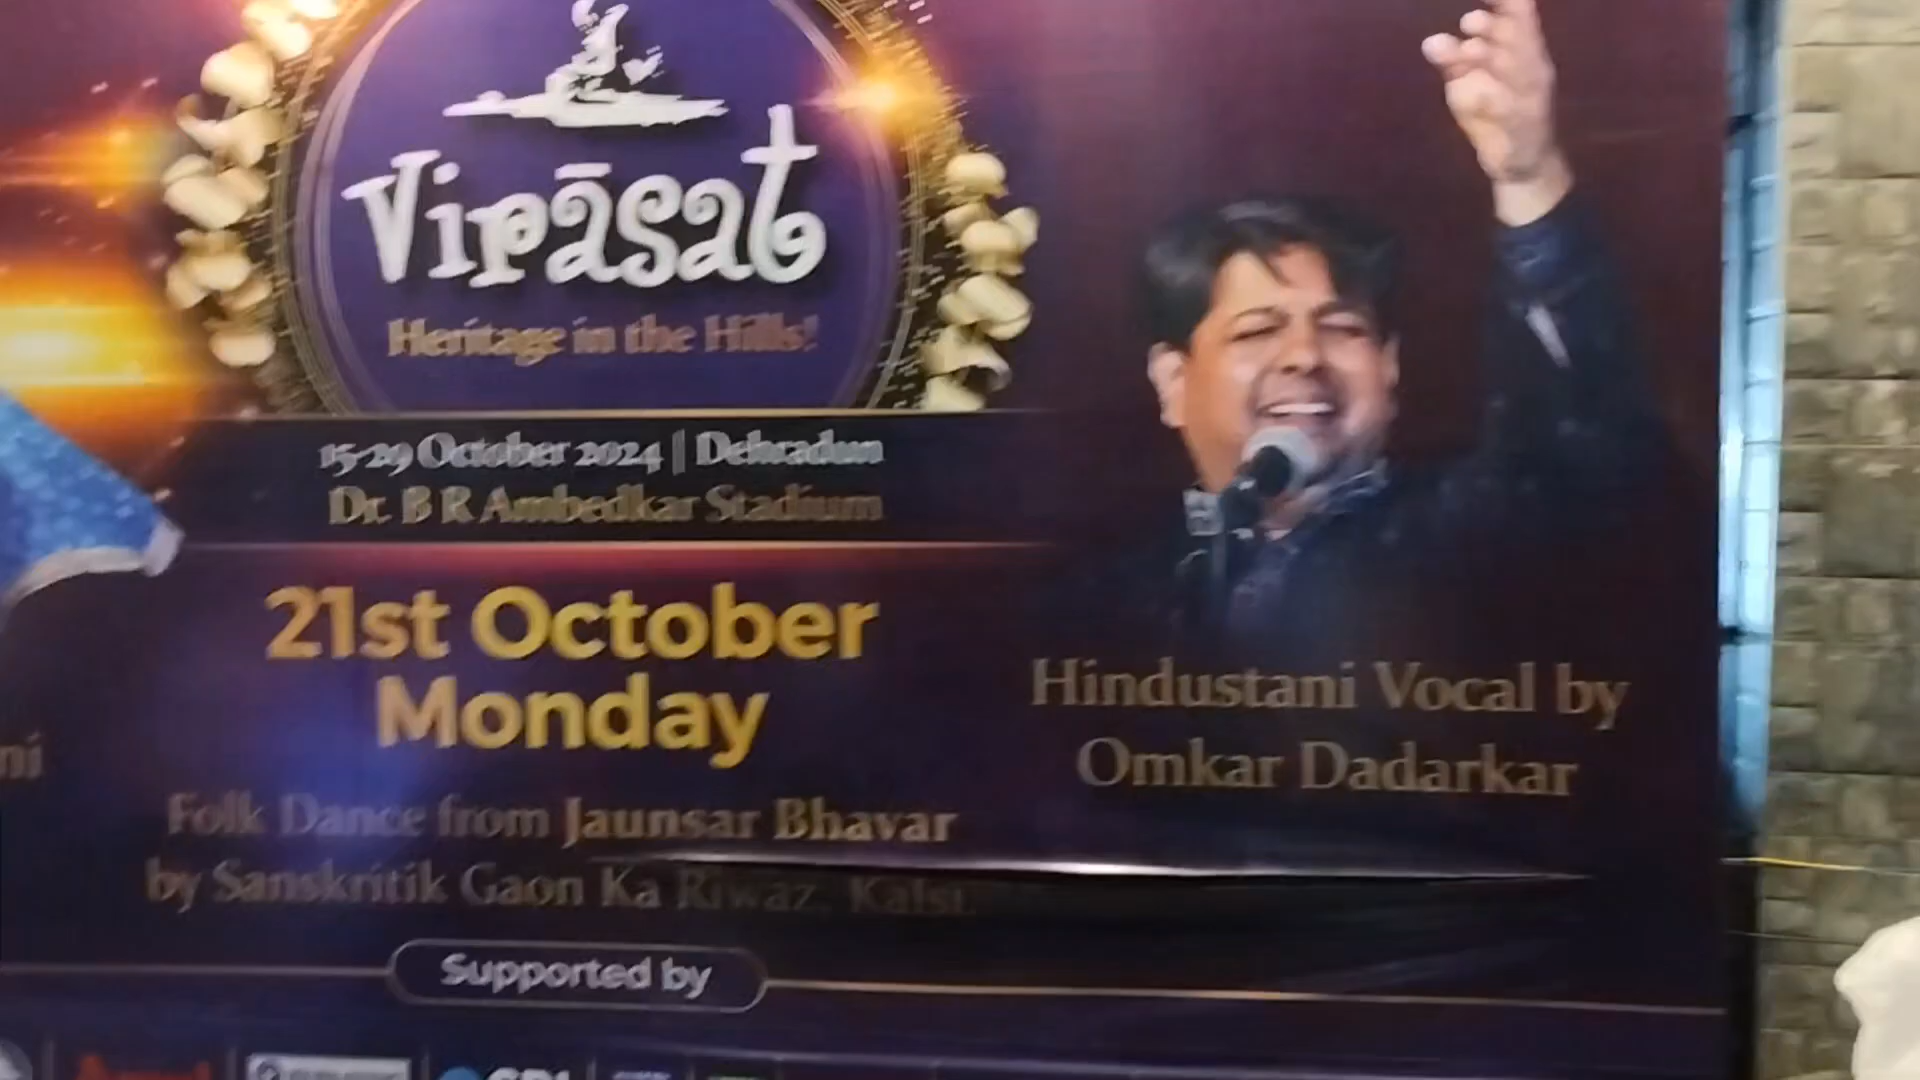 Virāsat
Heritage in the Hills!
15-29 October 2024 | Dehradun
Dr. B R Ambedkar Stadium
21st October
Monday
Folk Dance from Jaunsar Bhavar
by Sanskritik Gaon Ka Riwaz, Kalsi.
Hindustani Vocal by
Omkar Dadarkar
ni
Supported by